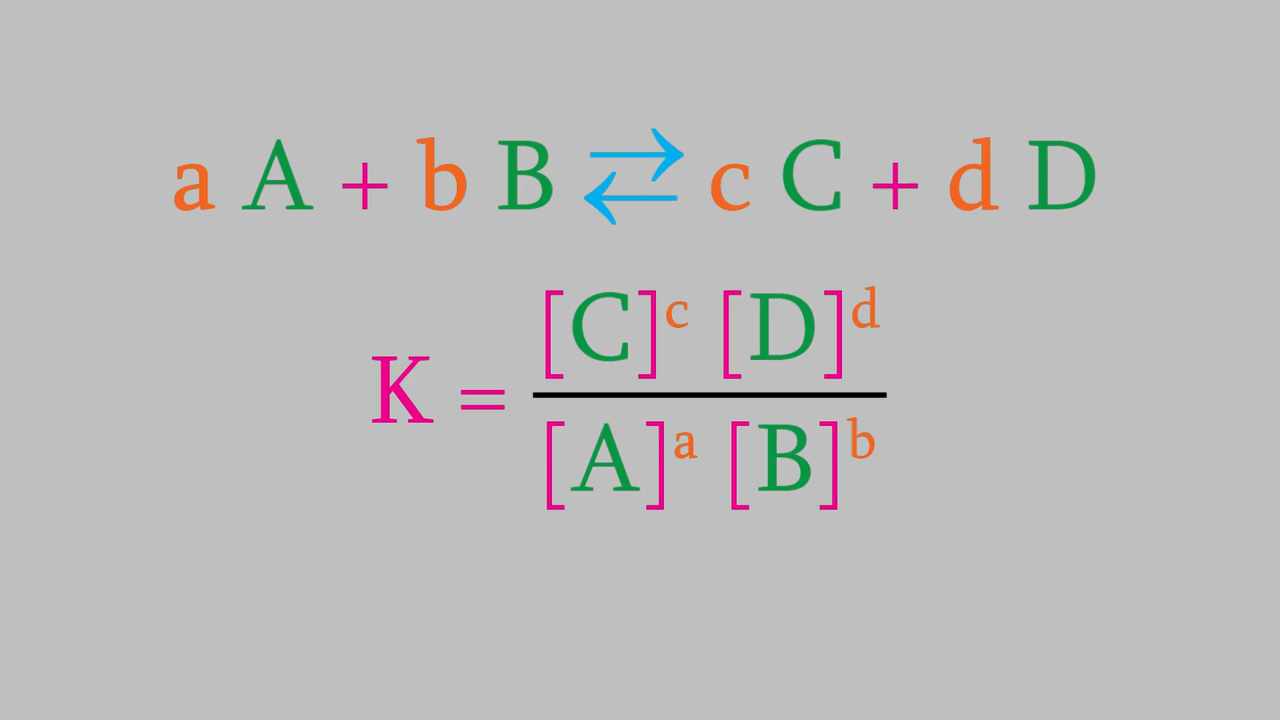 a A + b B ⇄ c C + d D
K = [C]^c [D]^d / [A]^a [B]^b